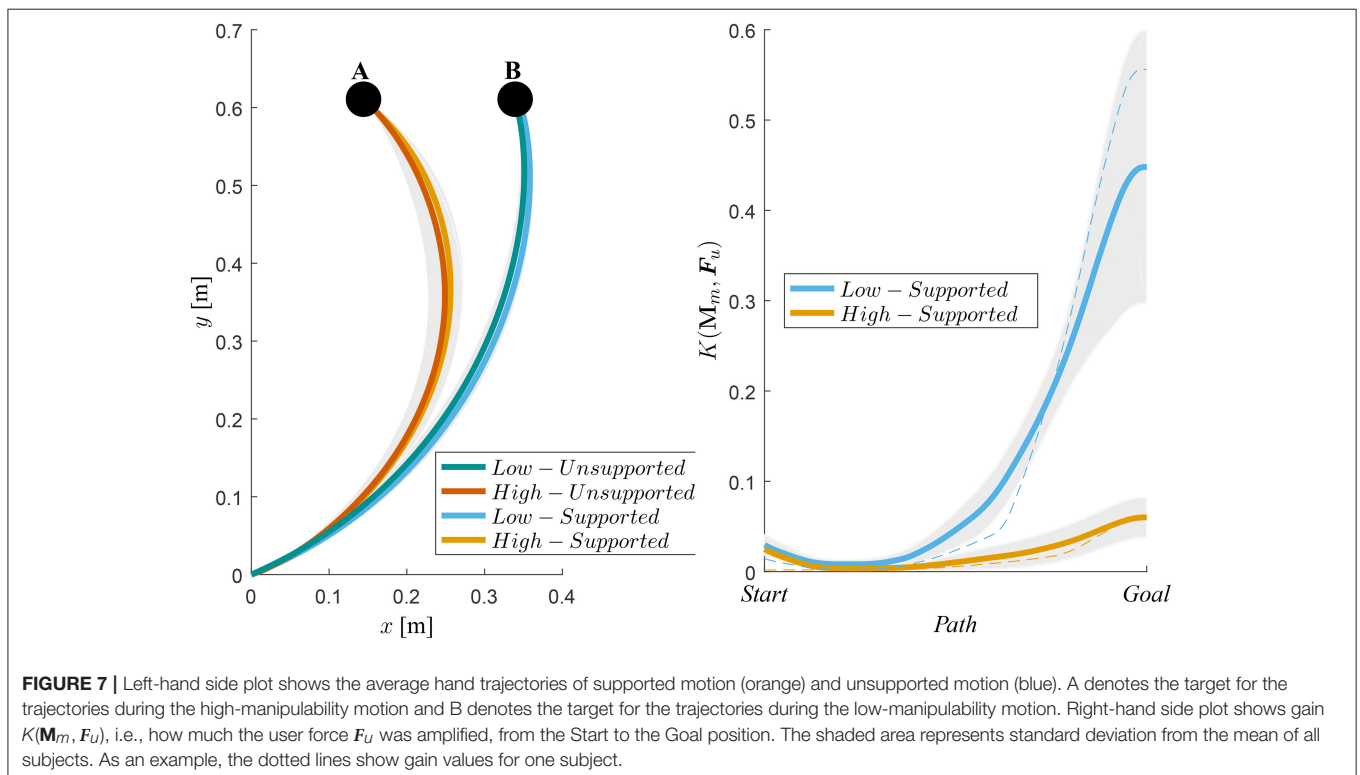 0.7
0.6
0.5
0.4
0.3
0.2
0.1
0
y [m]
A
B
Low – Unsupported
High – Unsupported
Low – Supported
High – Supported
0 0.1 0.2 0.3 0.4
x [m]
0.6
0.5
0.4
0.3
0.2
0.1
0
K(M_m, F_u)
Low – Supported
High – Supported
Start Goal
Path
FIGURE 7 | Left-hand side plot shows the average hand trajectories of supported motion (orange) and unsupported motion (blue). A denotes the target for the
trajectories during the high-manipulability motion and B denotes the target for the trajectories during the low-manipulability motion. Right-hand side plot shows gain
K(M_m, F_u), i.e., how much the user force F_u was amplified, from the Start to the Goal position. The shaded area represents standard deviation from the mean of all
subjects. As an example, the dotted lines show gain values for one subject.